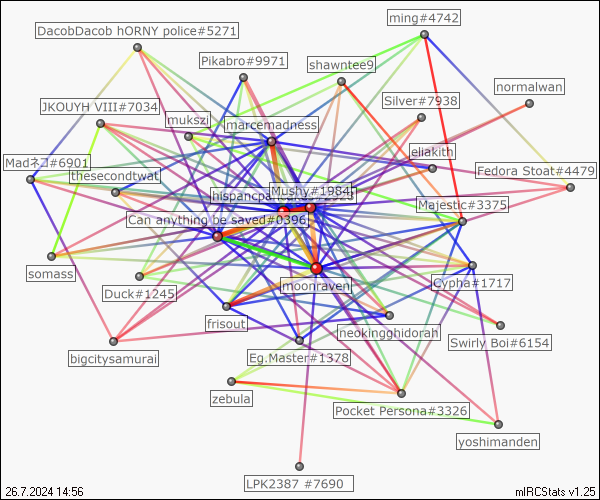 ming#4742
DacobDacob hORNY police#5271
Pikabro#9971
shawntee9
normalwan
JKOUYH VIII#7034
Silver#7938
mukszi
marcemadness
eliakith
MadネJ#6901
thesecondtwat
Fedora Stoat#4479
Mushy#1984
Majestic#3375
Can anything be saved#0396
somass
Duck#1245
moonraven
Cypha#1717
frisout
neokingghidorah
bigcitysamurai
Eg.Master#1378
Swirly Boi#6154
zebula
Pocket Persona#3326
yoshimanden
LPK2387 #7690
26.7.2024 14:56
mIRCStats v1.25